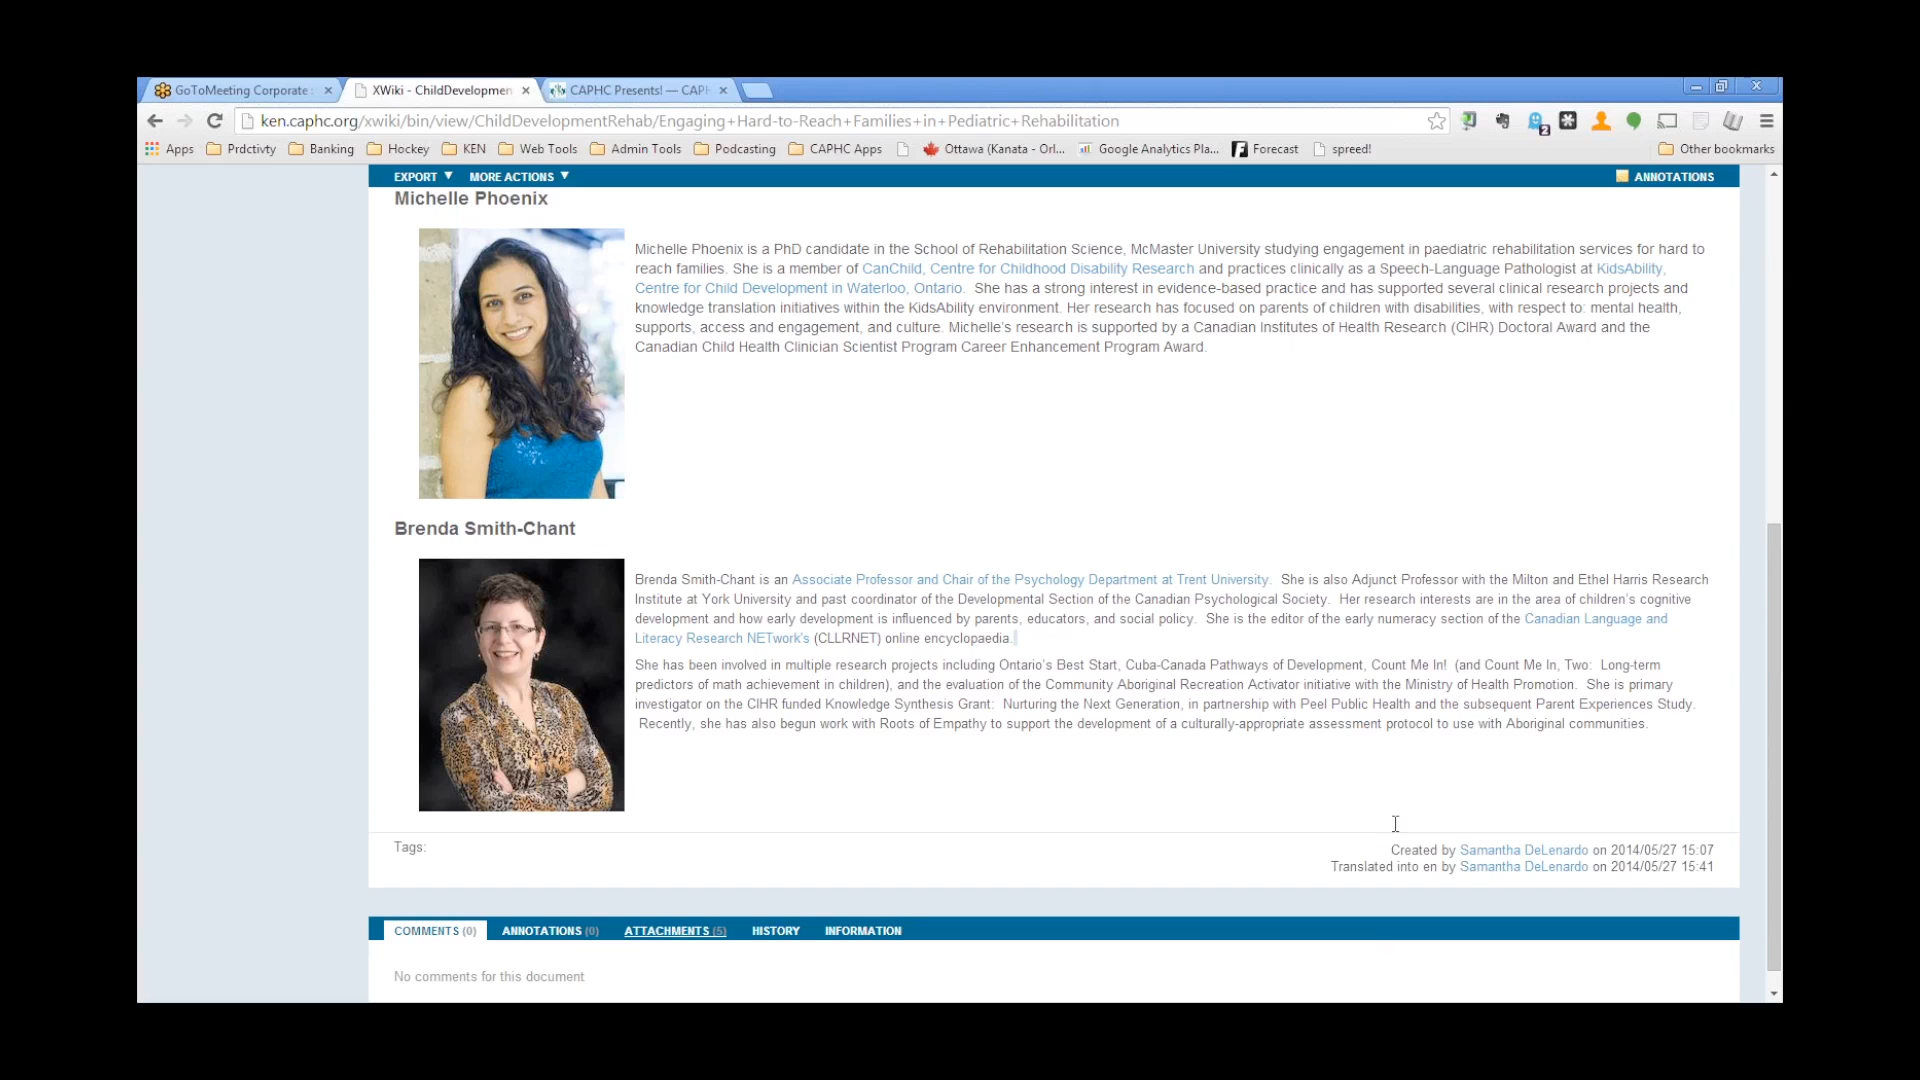 GoToMeeting Corporate
XWiki - ChildDevelopmen
CAPHC Presents! — CAPH
ken.caphc.org/xwiki/bin/view/ChildDevelopmentRehab/Engaging+Hard-to-Reach+Families+in+Pediatric+Rehabilitation
2
Apps Prdctivty Banking Hockey KEN Web Tools Admin Tools Podcasting CAPHC Apps Ottawa (Kanata - Orl... Google Analytics Pla... Forecast spreed! Other bookmarks
EXPORT MORE ACTIONS ANNOTATIONS
Michelle Phoenix
Michelle Phoenix is a PhD candidate in the School of Rehabilitation Science, McMaster University studying engagement in paediatric rehabilitation services for hard to
reach families. She is a member of CanChild, Centre for Childhood Disability Research and practices clinically as a Speech-Language Pathologist at KidsAbility,
Centre for Child Development in Waterloo, Ontario. She has a strong interest in evidence-based practice and has supported several clinical research projects and
knowledge translation initiatives within the KidsAbility environment. Her research has focused on parents of children with disabilities, with respect to: mental health,
supports, access and engagement, and culture. Michelle's research is supported by a Canadian Institutes of Health Research (CIHR) Doctoral Award and the
Canadian Child Health Clinician Scientist Program Career Enhancement Program Award.
Brenda Smith-Chant
Brenda Smith-Chant is an Associate Professor and Chair of the Psychology Department at Trent University. She is also Adjunct Professor with the Milton and Ethel Harris Research
Institute at York University and past coordinator of the Developmental Section of the Canadian Psychological Society. Her research interests are in the area of children's cognitive
development and how early development is influenced by parents, educators, and social policy. She is the editor of the early numeracy section of the Canadian Language and
Literacy Research NETwork's (CLLRNET) online encyclopaedia.
She has been involved in multiple research projects including Ontario's Best Start, Cuba-Canada Pathways of Development, Count Me In! (and Count Me In, Two: Long-term
predictors of math achievement in children), and the evaluation of the Community Aboriginal Recreation Activator initiative with the Ministry of Health Promotion. She is primary
investigator on the CIHR funded Knowledge Synthesis Grant: Nurturing the Next Generation, in partnership with Peel Public Health and the subsequent Parent Experiences Study.
Recently, she has also begun work with Roots of Empathy to support the development of a culturally-appropriate assessment protocol to use with Aboriginal communities.
Tags:
Created by Samantha DeLenardo on 2014/05/27 15:07
Translated into en by Samantha DeLenardo on 2014/05/27 15:41
COMMENTS (0) ANNOTATIONS (0) ATTACHMENTS (5) HISTORY INFORMATION
No comments for this document